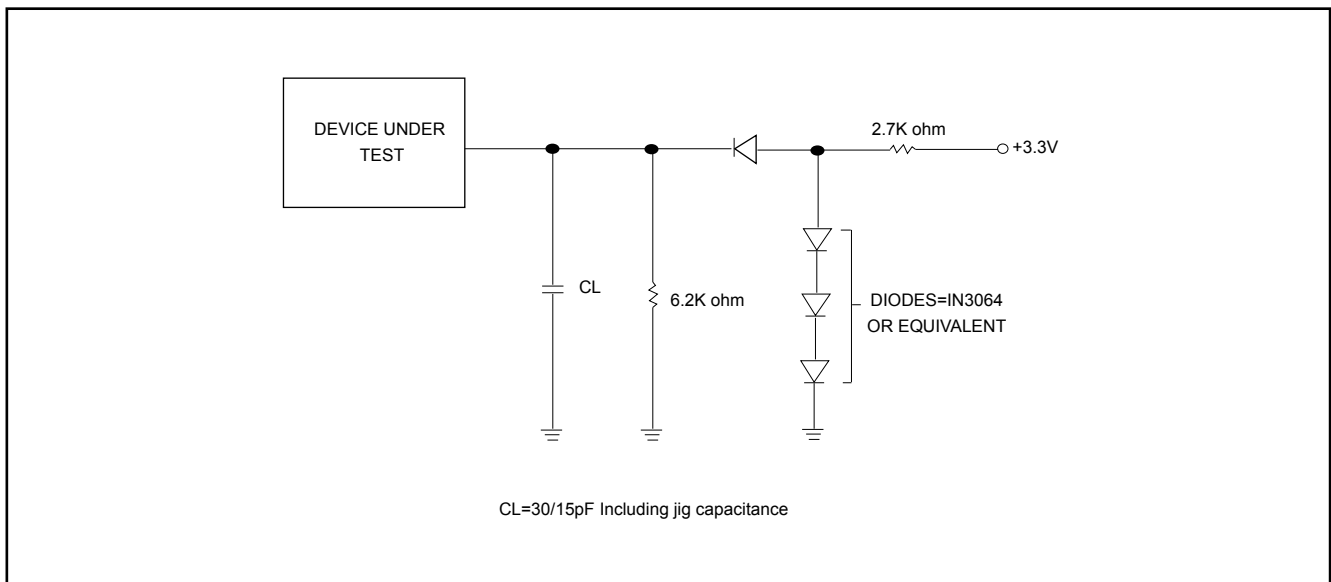 DEVICE UNDER
TEST
2.7K ohm
+3.3V
CL
6.2K ohm
DIODES=IN3064
OR EQUIVALENT
CL=30/15pF Including jig capacitance